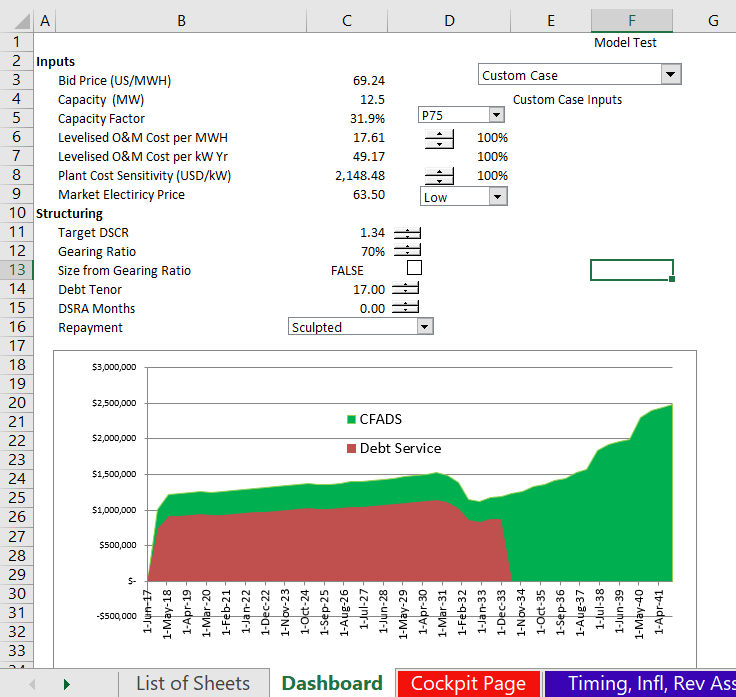 A B C D E F G
1 Model Test
2 Inputs
3 Bid Price (US/MWH) 69.24 Custom Case
4 Capacity (MW) 12.5 Custom Case Inputs
5 Capacity Factor 31.9% P75
6 Levelised O&M Cost per MWH 17.61 100%
7 Levelised O&M Cost per kW Yr 49.17 100%
8 Plant Cost Sensitivity (USD/kW) 2,148.48 100%
9 Market Electiricy Price 63.50 Low
10 Structuring
11 Target DSCR 1.34
12 Gearing Ratio 70%
13 Size from Gearing Ratio FALSE
14 Debt Tenor 17.00
15 DSRA Months 0.00
16 Repayment Sculpted
17
18 $3,000,000
19
20 $2,500,000
21 CFADS
22 $2,000,000
23 Debt Service
24 $1,500,000
25 $1,000,000
26
27 $500,000
28
29 $-
30
31 -$500,000
32
33
1-Jun-17 1-May-18 1-Apr-19 1-Mar-20 1-Feb-21 1-Jan-22 1-Dec-22 1-Nov-23 1-Oct-24 1-Sep-25 1-Aug-26 1-Jul-27 1-Jun-28 1-May-29 1-Apr-30 1-Mar-31 1-Feb-32 1-Jan-33 1-Dec-33 1-Nov-34 1-Oct-35 1-Sep-36 1-Aug-37 1-Jul-38 1-Jun-39 1-May-40 1-Apr-41
List of Sheets Dashboard Cockpit Page Timing, Infl, Rev Ass